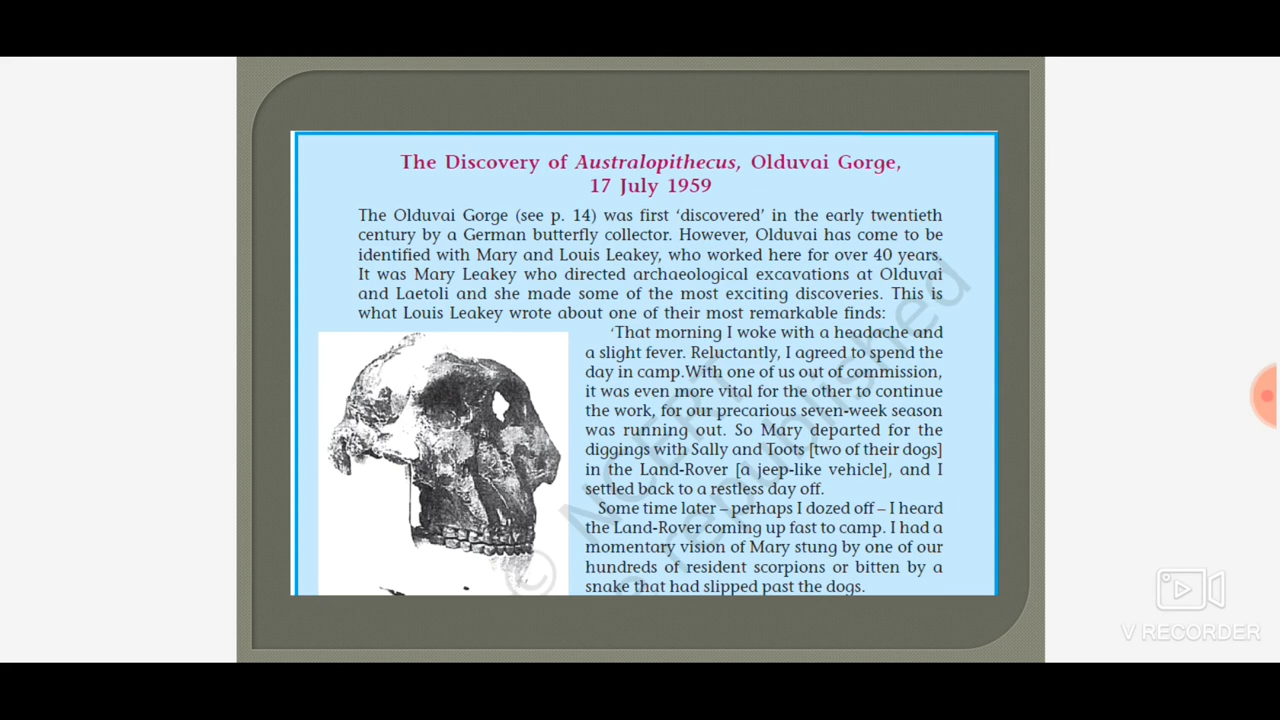 The Discovery of Australopithecus, Olduvai Gorge,
17 July 1959
The Olduvai Gorge (see p. 14) was first ‘discovered’ in the early twentieth
century by a German butterfly collector. However, Olduvai has come to be
identified with Mary and Louis Leakey, who worked here for over 40 years.
It was Mary Leakey who directed archaeological excavations at Olduvai
and Laetoli and she made some of the most exciting discoveries. This is
what Louis Leakey wrote about one of their most remarkable finds:
‘That morning I woke with a headache and
a slight fever. Reluctantly, I agreed to spend the
day in camp.With one of us out of commission,
it was even more vital for the other to continue
the work, for our precarious seven-week season
was running out. So Mary departed for the
diggings with Sally and Toots [two of their dogs]
in the Land-Rover [a jeep-like vehicle], and I
settled back to a restless day off.
Some time later – perhaps I dozed off – I heard
the Land-Rover coming up fast to camp. I had a
momentary vision of Mary stung by one of our
hundreds of resident scorpions or bitten by a
snake that had slipped past the dogs.
© NCERT
republished
V RECORDER